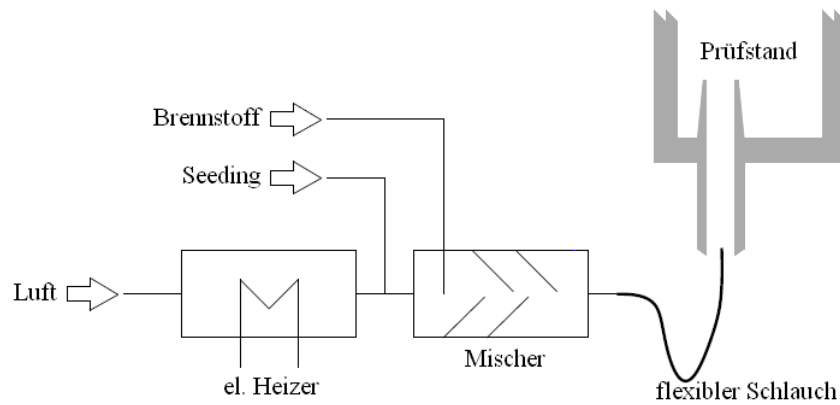 Prüfstand
Brennstoff
Seeding
Luft
Mischer
el. Heizer
flexibler Schlauch